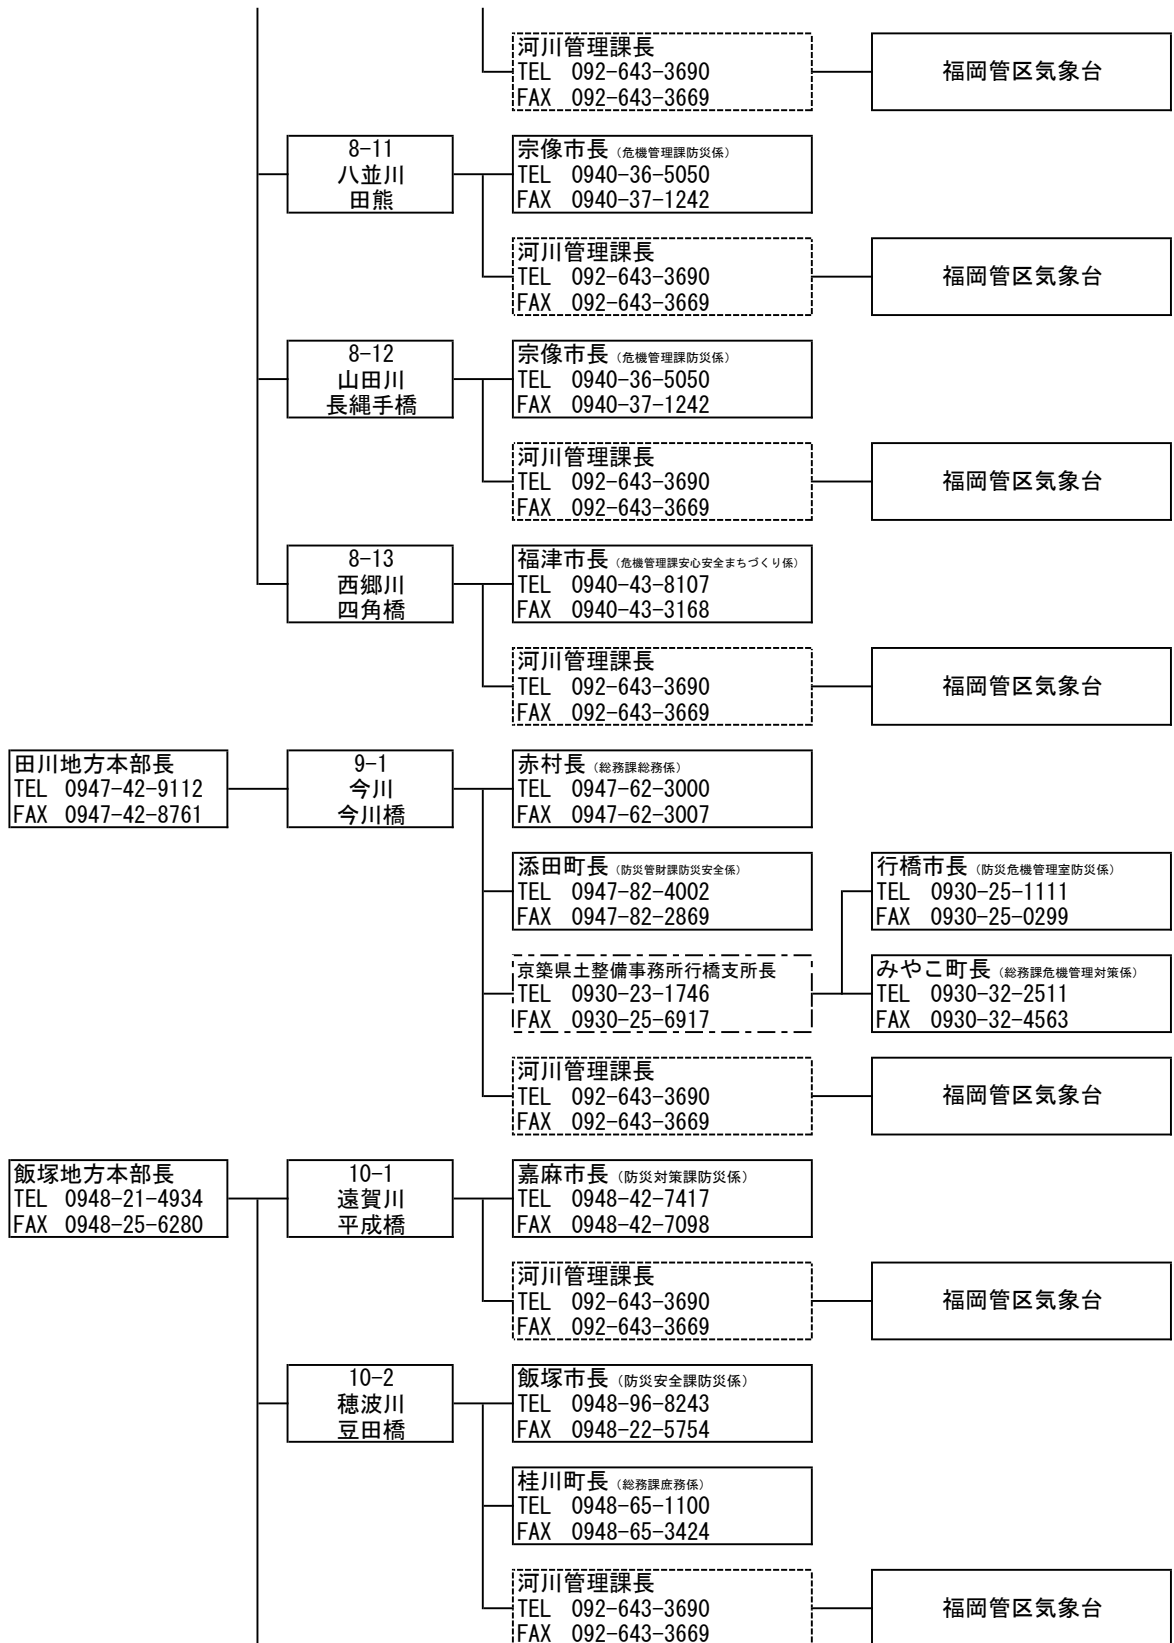 河川管理課長
TEL 092-643-3690
FAX 092-643-3669
福岡管区気象台
8-11
八並川
田熊
宗像市長 (危機管理課防災係)
TEL 0940-36-5050
FAX 0940-37-1242
河川管理課長
TEL 092-643-3690
FAX 092-643-3669
福岡管区気象台
8-12
山田川
長縄手橋
宗像市長 (危機管理課防災係)
TEL 0940-36-5050
FAX 0940-37-1242
河川管理課長
TEL 092-643-3690
FAX 092-643-3669
福岡管区気象台
8-13
西郷川
四角橋
福津市長 (危機管理課安心安全まちづくり係)
TEL 0940-43-8107
FAX 0940-43-3168
河川管理課長
TEL 092-643-3690
FAX 092-643-3669
福岡管区気象台
田川地方本部長
TEL 0947-42-9112
FAX 0947-42-8761
9-1
今川
今川橋
赤村長 (総務課総務係)
TEL 0947-62-3000
FAX 0947-62-3007
添田町長 (防災管財課防災安全係)
TEL 0947-82-4002
FAX 0947-82-2869
行橋市長 (防災危機管理室防災係)
TEL 0930-25-1111
FAX 0930-25-0299
京築県土整備事務所行橋支所長
TEL 0930-23-1746
FAX 0930-25-6917
みやこ町長 (総務課危機管理対策係)
TEL 0930-32-2511
FAX 0930-32-4563
河川管理課長
TEL 092-643-3690
FAX 092-643-3669
福岡管区気象台
飯塚地方本部長
TEL 0948-21-4934
FAX 0948-25-6280
10-1
遠賀川
平成橋
嘉麻市長 (防災対策課防災係)
TEL 0948-42-7417
FAX 0948-42-7098
河川管理課長
TEL 092-643-3690
FAX 092-643-3669
福岡管区気象台
10-2
穂波川
豆田橋
飯塚市長 (防災安全課防災係)
TEL 0948-96-8243
FAX 0948-22-5754
桂川町長 (総務課庶務係)
TEL 0948-65-1100
FAX 0948-65-3424
河川管理課長
TEL 092-643-3690
FAX 092-643-3669
福岡管区気象台